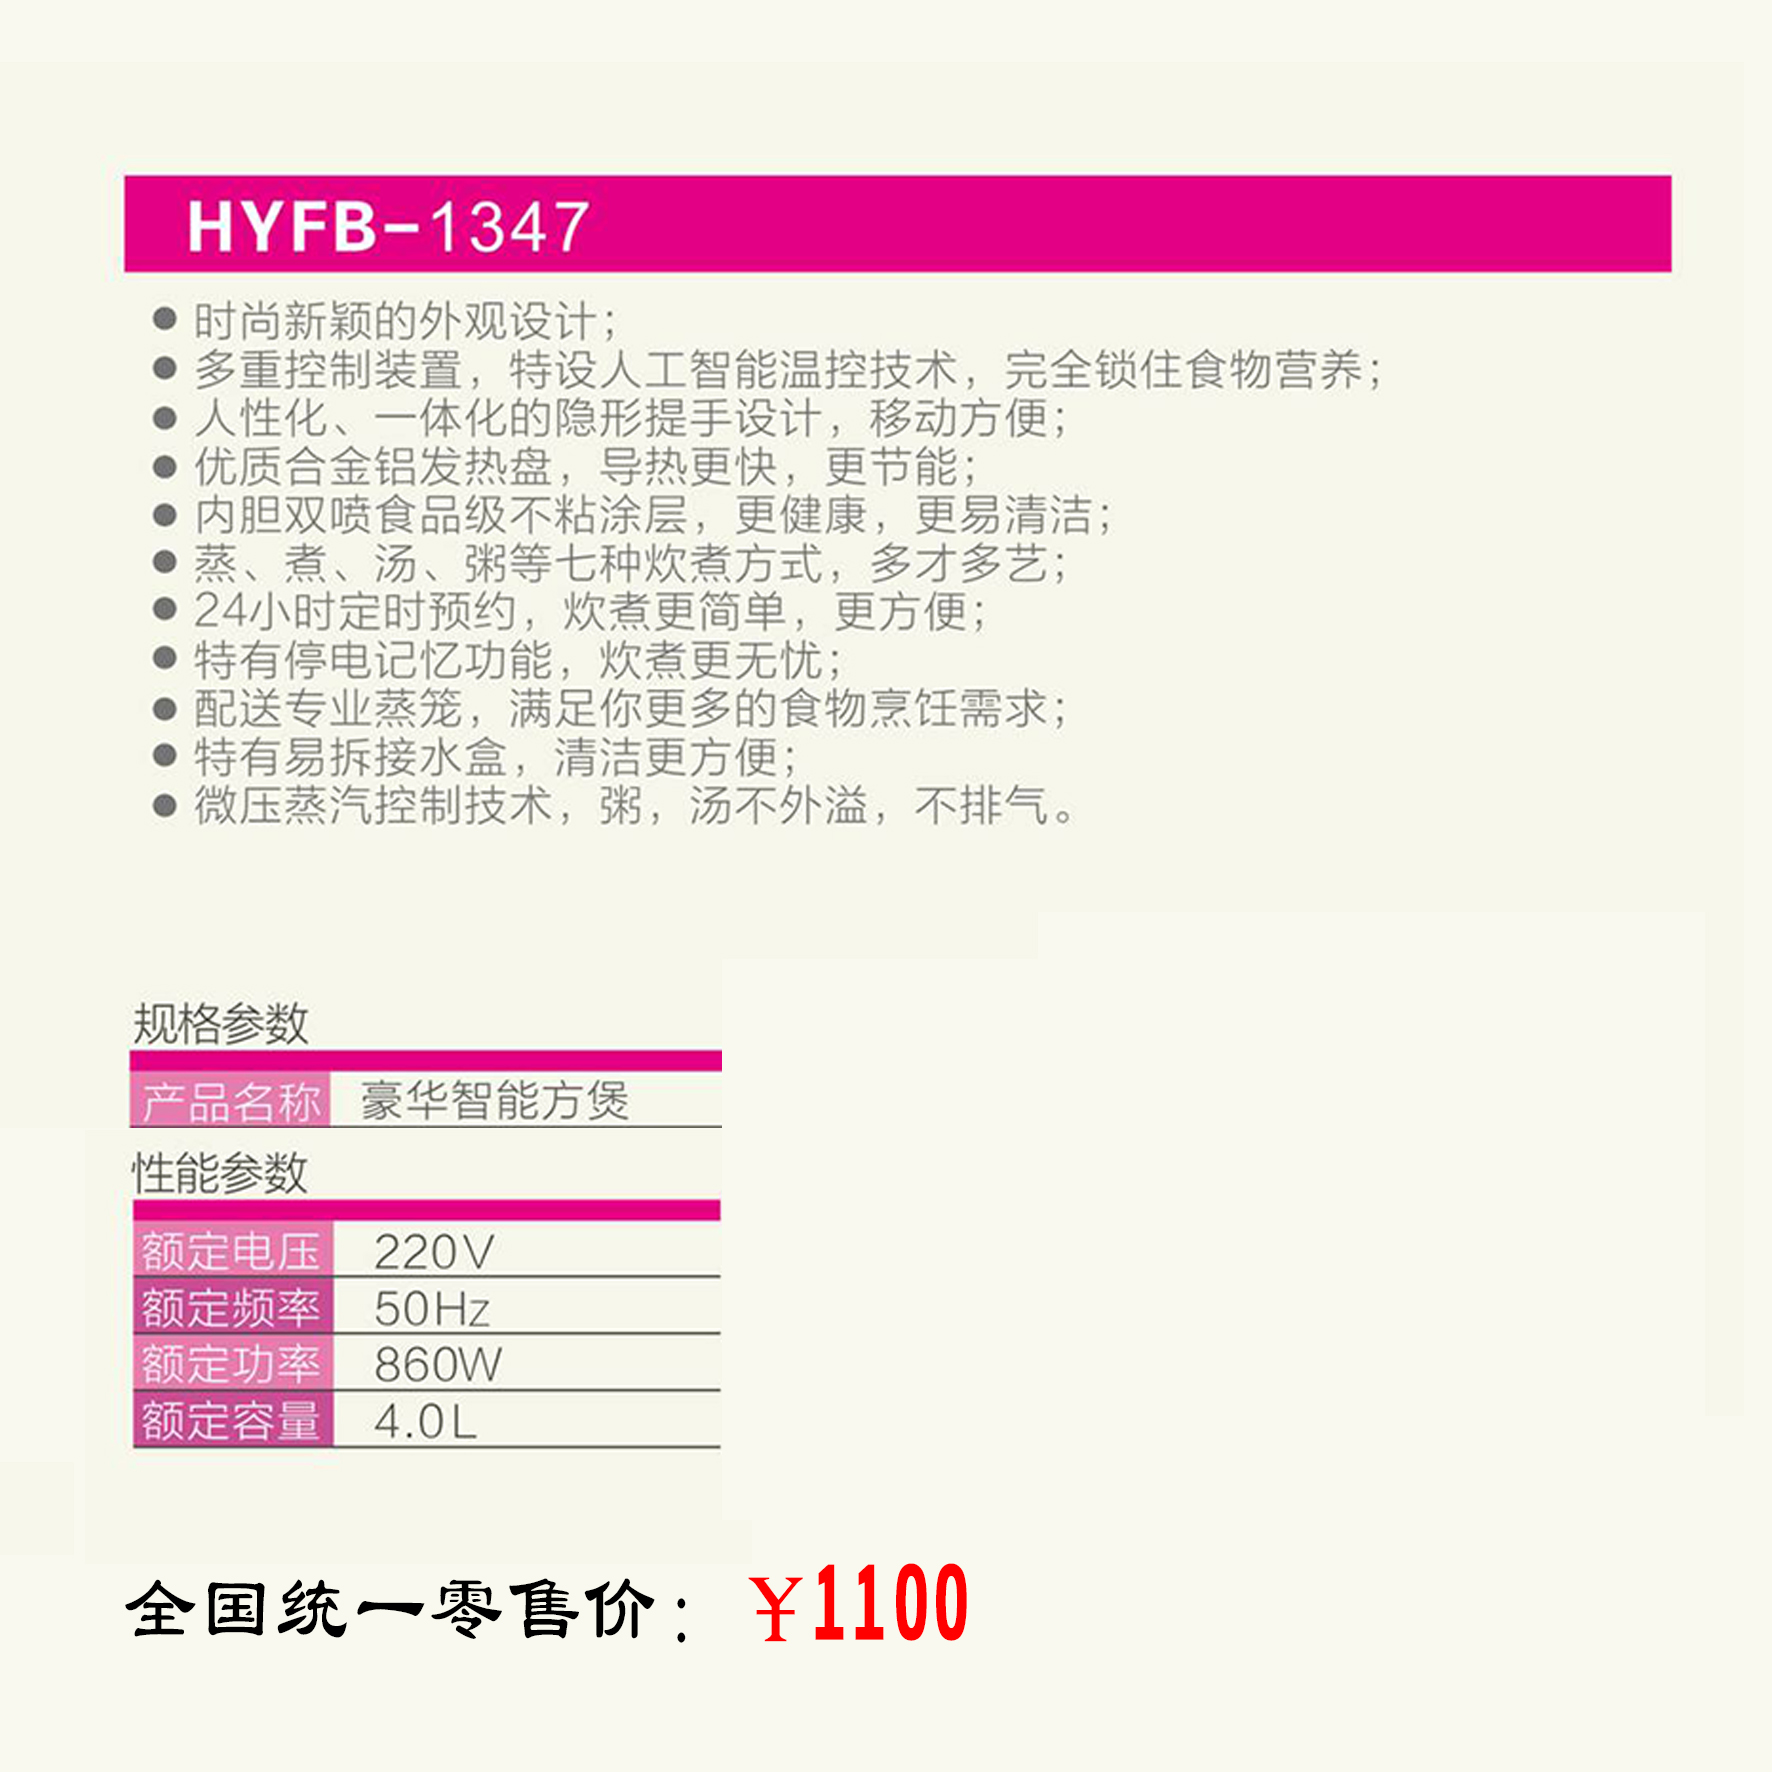 HYFB-1347
● 时尚新颖的外观设计；
● 多重控制装置，特设人工智能温控技术，完全锁住食物营养；
● 人性化、一体化的隐形提手设计，移动方便；
● 优质合金铝发热盘，导热更快，更节能；
● 内胆双喷食品级不粘涂层，更健康，更易清洁；
● 蒸、煮、汤、粥等七种炊煮方式，多才多艺；
● 24小时定时预约，炊煮更简单，更方便；
● 特有停电记忆功能，炊煮更无忧；
● 配送专业蒸笼，满足你更多的食物烹饪需求；
● 特有易拆接水盒，清洁更方便；
● 微压蒸汽控制技术，粥，汤不外溢，不排气。
规格参数
产品名称 豪华智能方煲
性能参数
额定电压 220V
额定频率 50Hz
额定功率 860W
额定容量 4.0L
全国统一零售价：￥1100